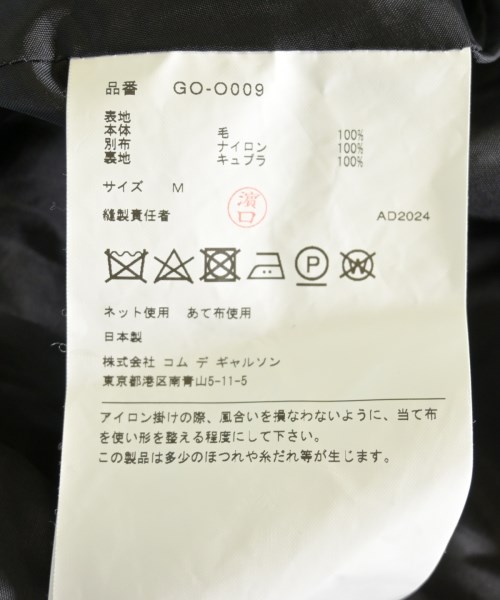 品番 GO-O009
表地
本体 毛 100%
別布 ナイロン 100%
裏地 キュプラ 100%
サイズ M
縫製責任者 濱口 AD2024
P W
ネット使用 あて布使用
日本製
株式会社 コム デ ギャルソン
東京都港区南青山5-11-5
アイロン掛けの際、風合いを損なわないように、当て布
を使い形を整える程度にして下さい。
この製品は多少のほつれや糸だれ等が生じます。